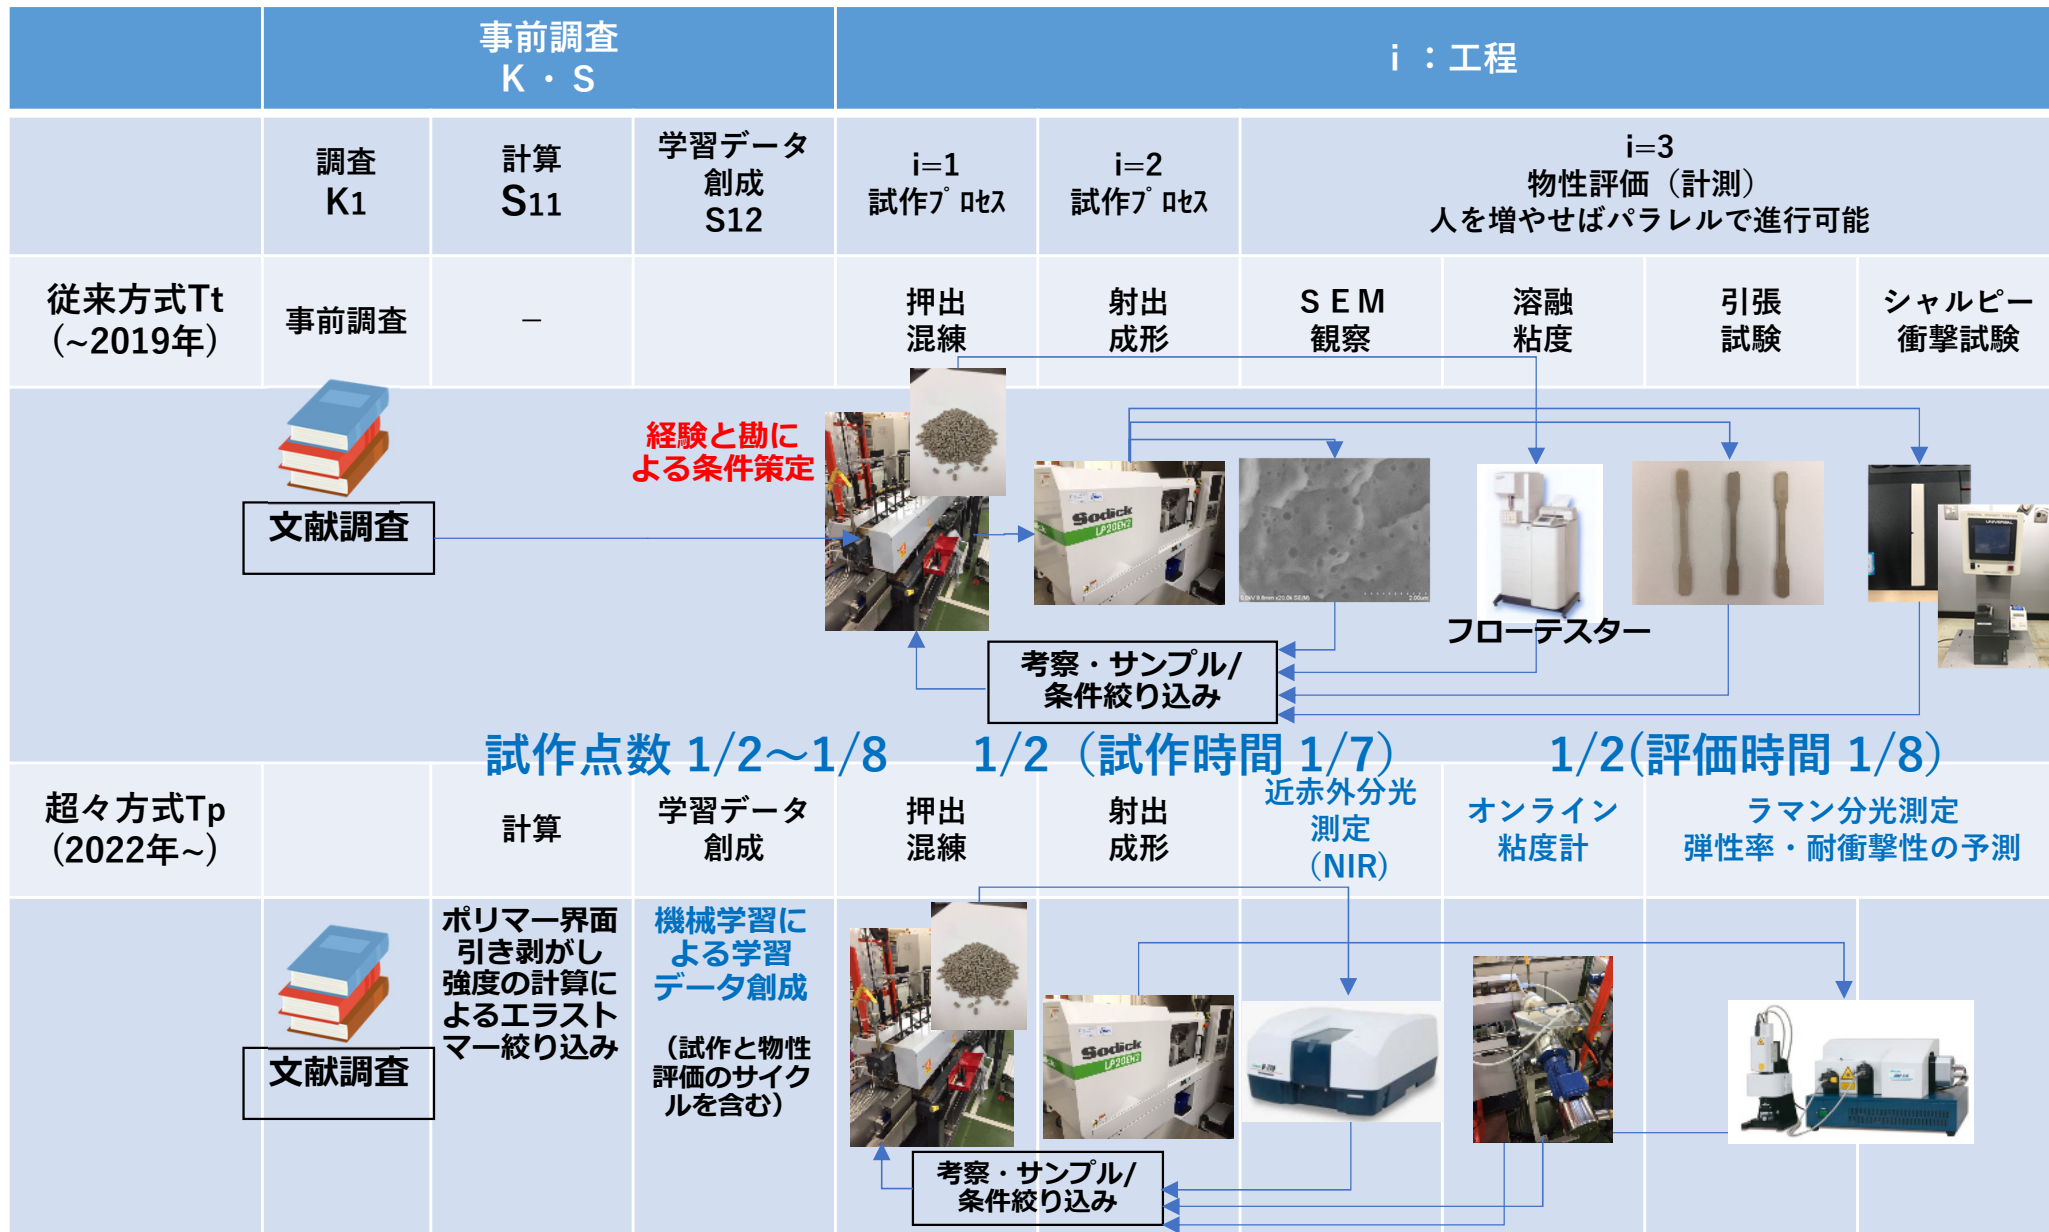 事前調査
K・S
i ：工程
調査
K1
計算
S11
学習データ
創成
S12
i=1
試作ﾌﾟﾛｾｽ
i=2
試作ﾌﾟﾛｾｽ
i=3
物性評価（計測）
人を増やせばパラレルで進行可能
従来方式Tt
(~2019年)
事前調査
–
押出
混練
射出
成形
ＳＥＭ
観察
溶融
粘度
引張
試験
シャルピー
衝撃試験
文献調査
経験と勘に
よる条件策定
Sodick
LP20EH2
2.00um
フローテスター
考察・サンプル/
条件絞り込み
試作点数 1/2～1/8
1/2（試作時間 1/7）
1/2(評価時間 1/8)
超々方式Tp
(2022年~)
計算
学習データ
創成
押出
混練
射出
成形
近赤外分光
測定
（NIR）
オンライン
粘度計
ラマン分光測定
弾性率・耐衝撃性の予測
文献調査
ポリマー界面
引き剥がし
強度の計算に
よるエラスト
マー絞り込み
機械学習に
よる学習
データ創成
（試作と物性
評価のサイク
ルを含む）
Sodick
LP20EH2
考察・サンプル/
条件絞り込み